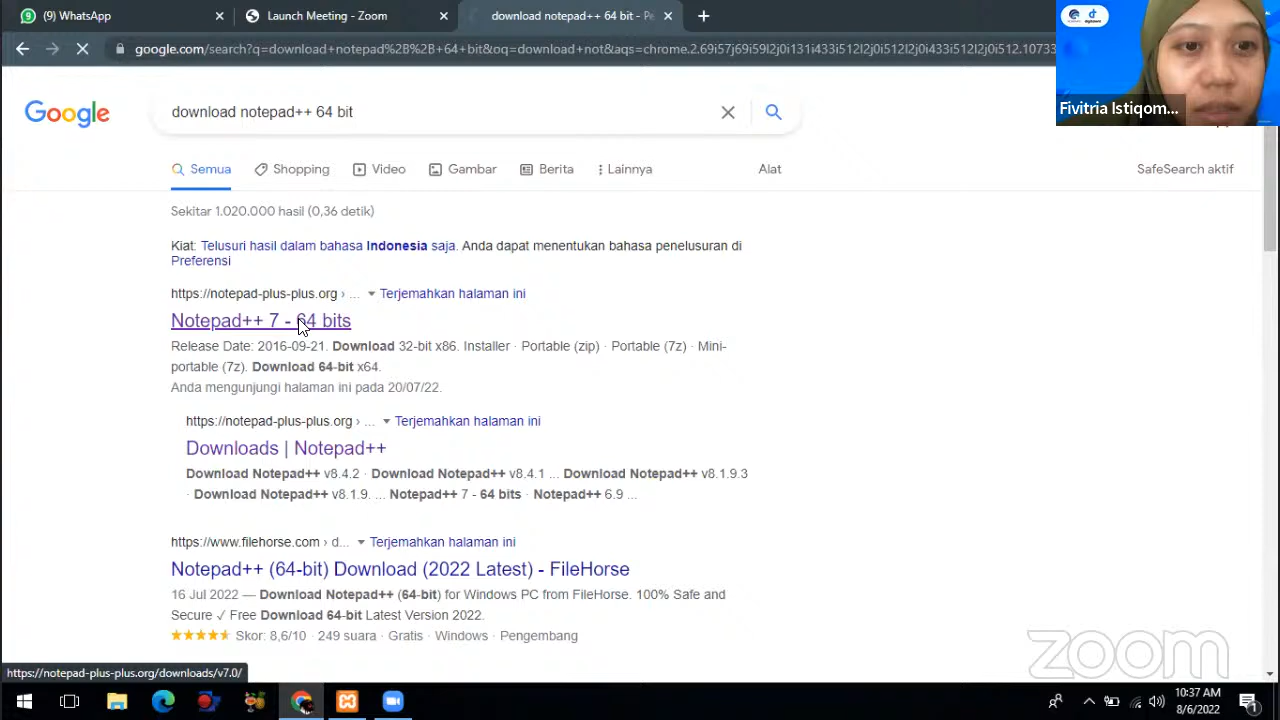 (9) WhatsApp
Launch Meeting - Zoom
download notepad++ 64 bit - Pe
google.com/search?q=download+notepad%2B%2B+64+bit&oq=download+not&aqs=chrome.2.69i57j69i59l2j0i131i433i512l2j0i433i512l2j0i512.10733
Fivitria Istiqom...
Google
download notepad++ 64 bit
Semua
Shopping
Video
Gambar
Berita
Lainnya
Alat
SafeSearch aktif
Sekitar 1.020.000 hasil (0,36 detik)
Kiat: Telusuri hasil dalam bahasa Indonesia saja. Anda dapat menentukan bahasa penelusuran di
Preferensi
https://notepad-plus-plus.org › ... Terjemahkan halaman ini
Notepad++ 7 - 64 bits
Release Date: 2016-09-21. Download 32-bit x86. Installer · Portable (zip) · Portable (7z) · Mini-
portable (7z). Download 64-bit x64.
Anda mengunjungi halaman ini pada 20/07/22.
https://notepad-plus-plus.org › ... Terjemahkan halaman ini
Downloads | Notepad++
Download Notepad++ v8.4.2 · Download Notepad++ v8.4.1 ... Download Notepad++ v8.1.9.3
· Download Notepad++ v8.1.9. ... Notepad++ 7 - 64 bits · Notepad++ 6.9 ...
https://www.filehorse.com › d... Terjemahkan halaman ini
Notepad++ (64-bit) Download (2022 Latest) - FileHorse
16 Jul 2022 — Download Notepad++ (64-bit) for Windows PC from FileHorse. 100% Safe and
Secure ✓ Free Download 64-bit Latest Version 2022.
Skor: 8,6/10 · 249 suara · Gratis · Windows · Pengembang
zoom
https://notepad-plus-plus.org/downloads/v7.0/
10:37 AM
8/6/2022
1